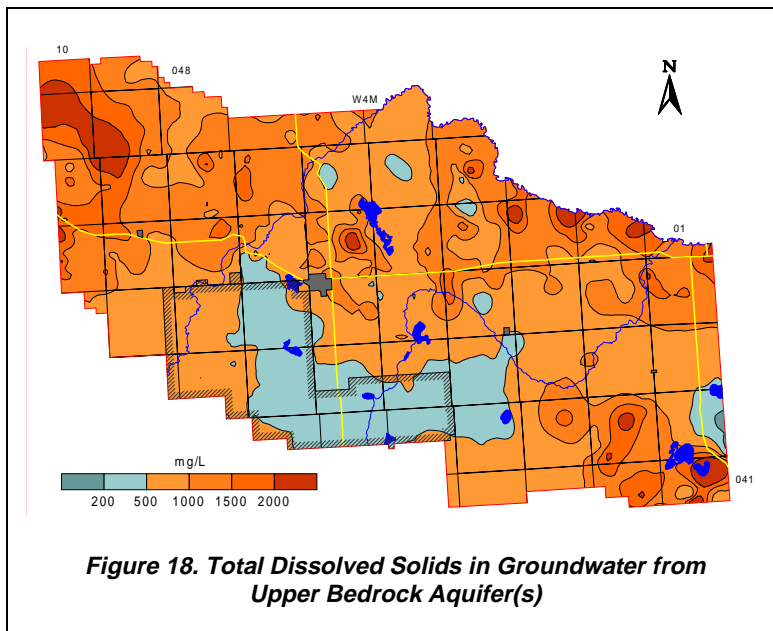 10
048
W4M
N
01
mg/L
200 500 1000 1500 2000
041
Figure 18. Total Dissolved Solids in Groundwater from
Upper Bedrock Aquifer(s)